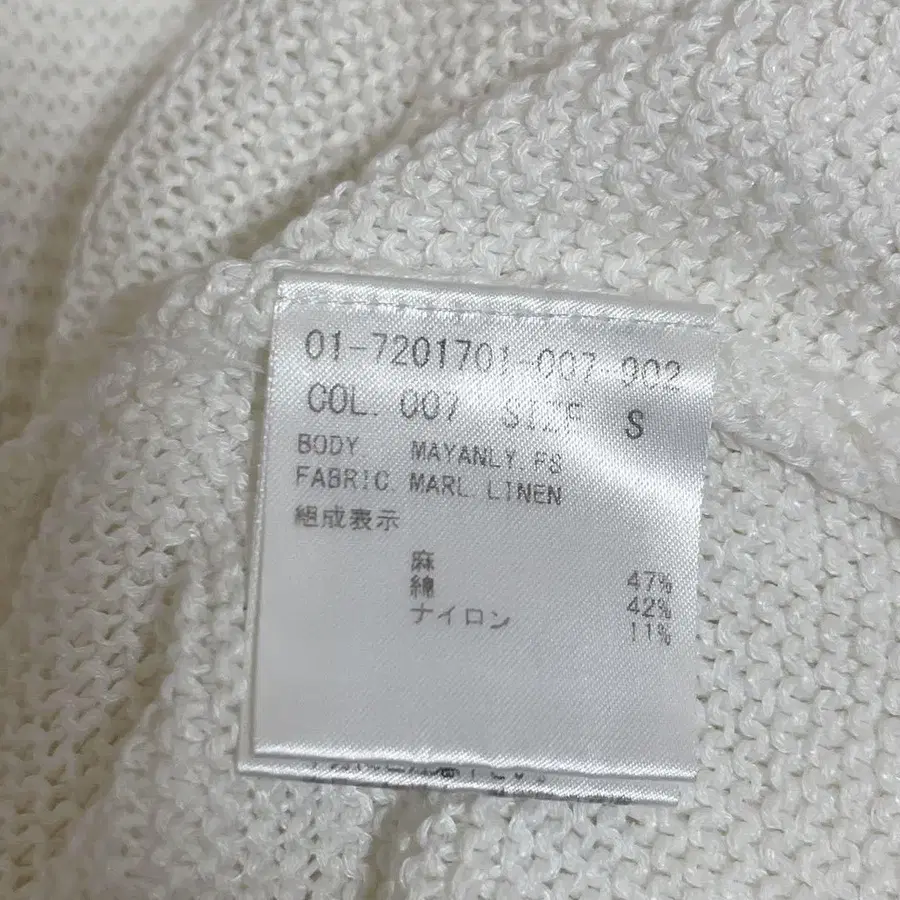 01-7201701-007-002
COL. 007 SIZE S
BODY. MAYANLY.PS
FABRIC. MARL.LINEN
組成表示
麻 47%
綿 42%
ナイロン 11%